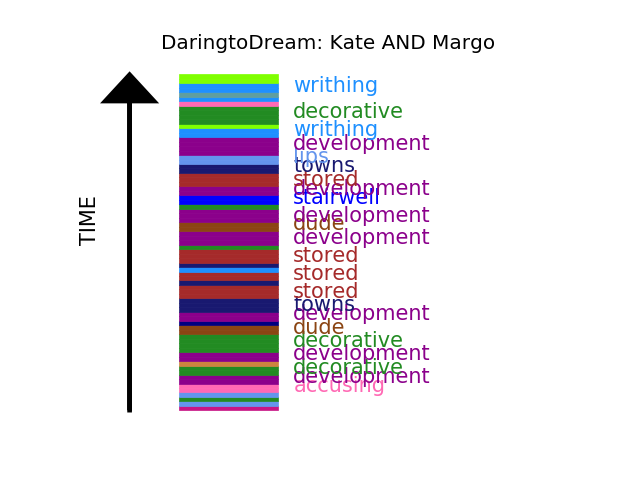 DaringtoDream: Kate AND Margo
TIME
writhing
decorative
writhing
development
lips
towns
stored
development
stairwell
development
dude
development
stored
stored
stored
towns
development
dude
decorative
development
decorative
development
accusing